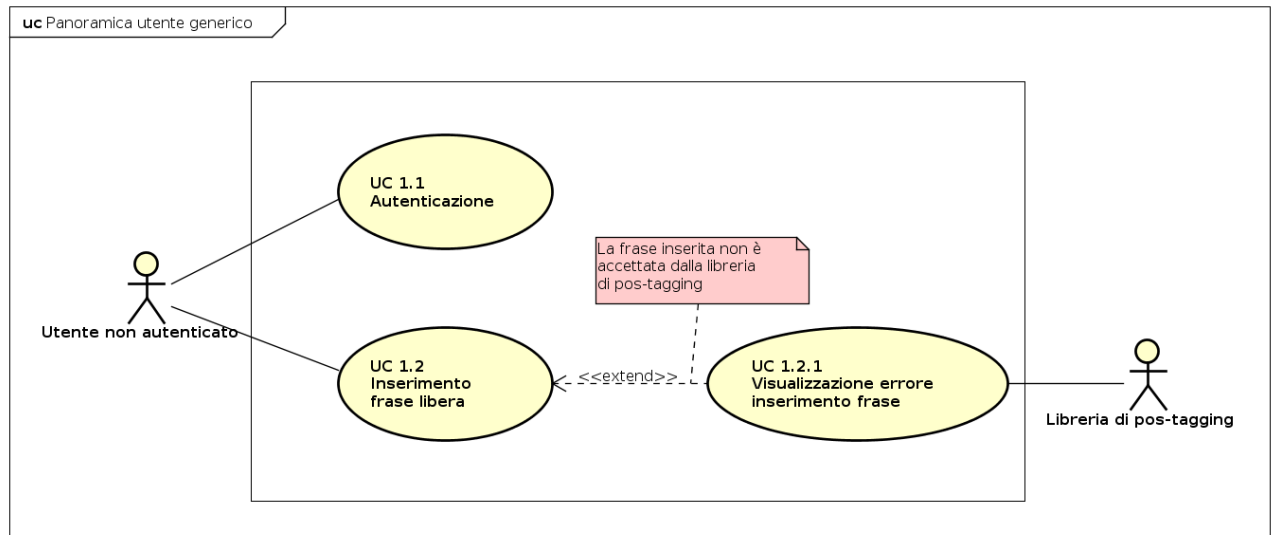 uc Panoramica utente generico
UC 1.1
Autenticazione
La frase inserita non è
accettata dalla libreria
di pos-tagging
Utente non autenticato
UC 1.2
Inserimento
frase libera
<<extend>>
UC 1.2.1
Visualizzazione errore
inserimento frase
Libreria di pos-tagging